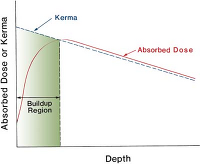 Kerma
Absorbed Dose
Buildup
Region
Absorbed Dose or Kerma
Depth